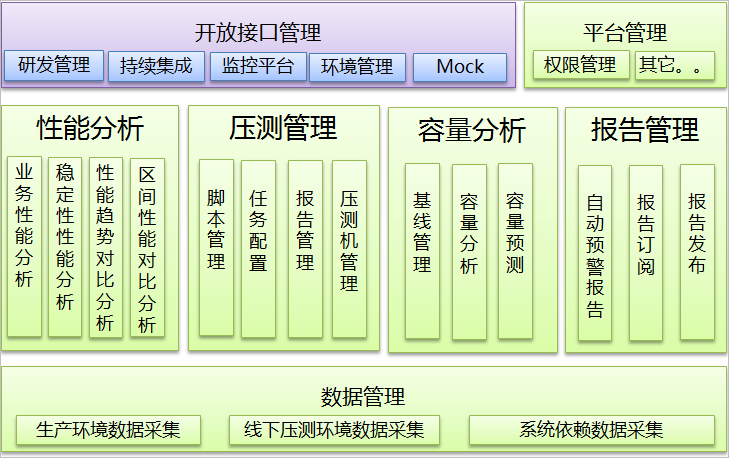 开放接口管理
研发管理
持续集成
监控平台
环境管理
Mock
平台管理
权限管理
其它。。
性能分析
业务性能分析
稳定性性能分析
性能趋势对比分析
区间性能对比分析
压测管理
脚本管理
任务配置
报告管理
压测机管理
容量分析
基线管理
容量分析
容量预测
报告管理
自动预警报告
报告订阅
报告发布
数据管理
生产环境数据采集
线下压测环境数据采集
系统依赖数据采集